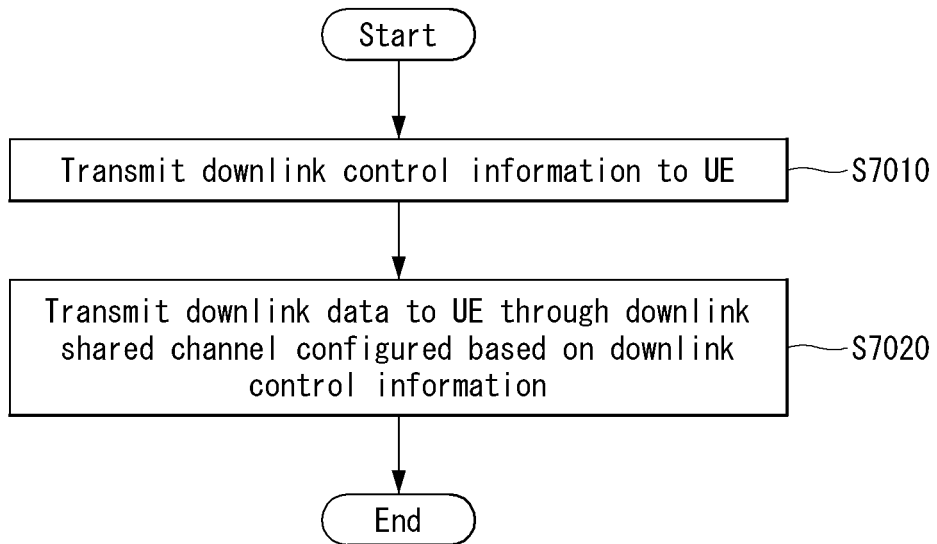 Start
Transmit downlink control information to UE
S7010
Transmit downlink data to UE through downlink
shared channel configured based on downlink
control information
S7020
End